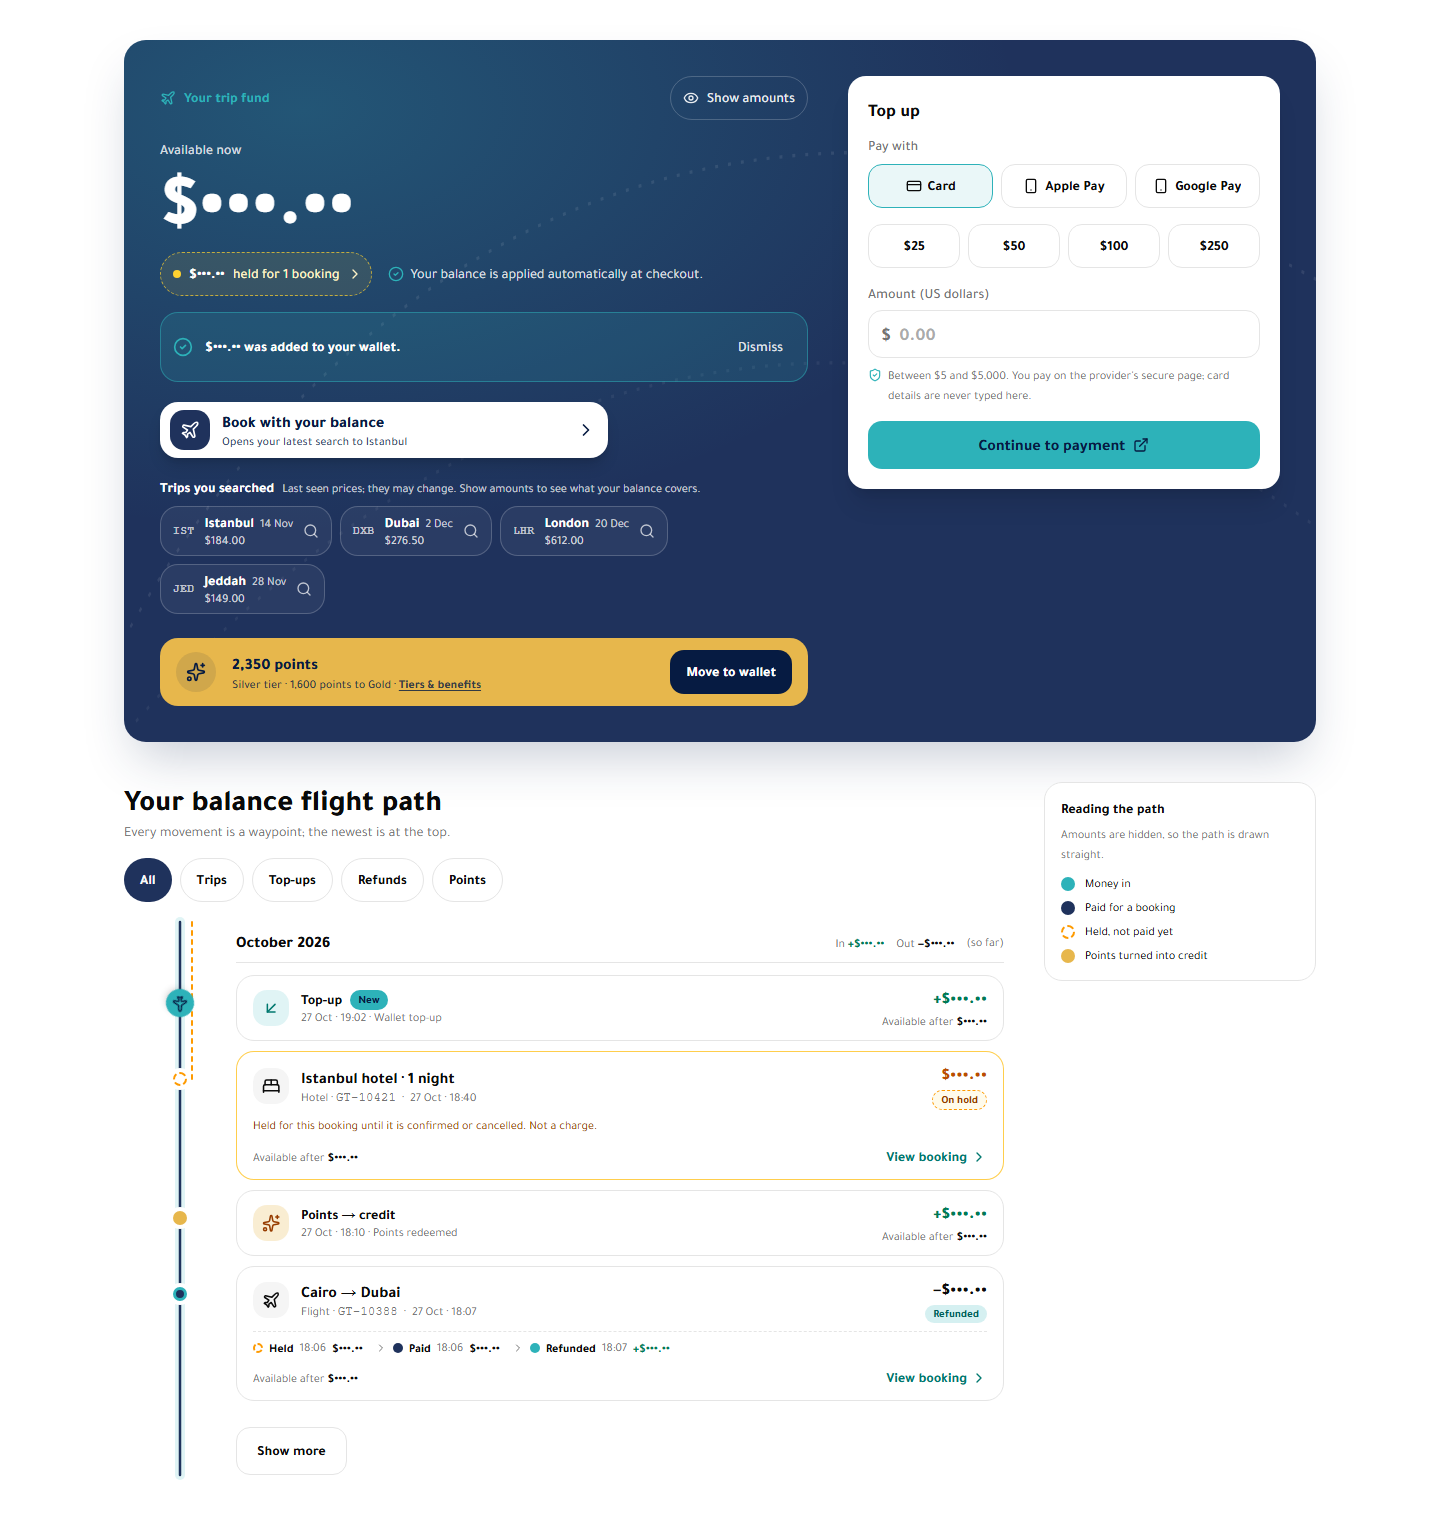 Your trip fund
Show amounts
Available now
$•••.••
$•••.•• held for 1 booking
Your balance is applied automatically at checkout.
$•••.•• was added to your wallet.
Dismiss
Book with your balance
Opens your latest search to Istanbul
Trips you searched Last seen prices; they may change. Show amounts to see what your balance covers.
IST Istanbul 14 Nov
$184.00
DXB Dubai 2 Dec
$276.50
LHR London 20 Dec
$612.00
JED Jeddah 28 Nov
$149.00
2,350 points
Silver tier · 1,600 points to Gold · Tiers & benefits
Move to wallet
Top up
Pay with
Card
Apple Pay
Google Pay
$25
$50
$100
$250
Amount (US dollars)
$ 0.00
Between $5 and $5,000. You pay on the provider's secure page; card
details are never typed here.
Continue to payment
Your balance flight path
Every movement is a waypoint; the newest is at the top.
All
Trips
Top-ups
Refunds
Points
October 2026
In +$•••.•• Out −$•••.•• (so far)
Top-up New
27 Oct · 19:02 · Wallet top-up
+$•••.••
Available after $•••.••
Istanbul hotel · 1 night
Hotel · GT-10421 · 27 Oct · 18:40
$•••.••
On hold
Held for this booking until it is confirmed or cancelled. Not a charge.
Available after $•••.••
View booking
Points → credit
27 Oct · 18:10 · Points redeemed
+$•••.••
Available after $•••.••
Cairo → Dubai
Flight · GT-10388 · 27 Oct · 18:07
−$•••.••
Refunded
Held 18:06 $•••.•• Paid 18:06 $•••.•• Refunded 18:07 +$•••.••
Available after $•••.••
View booking
Show more
Reading the path
Amounts are hidden, so the path is drawn
straight.
Money in
Paid for a booking
Held, not paid yet
Points turned into credit